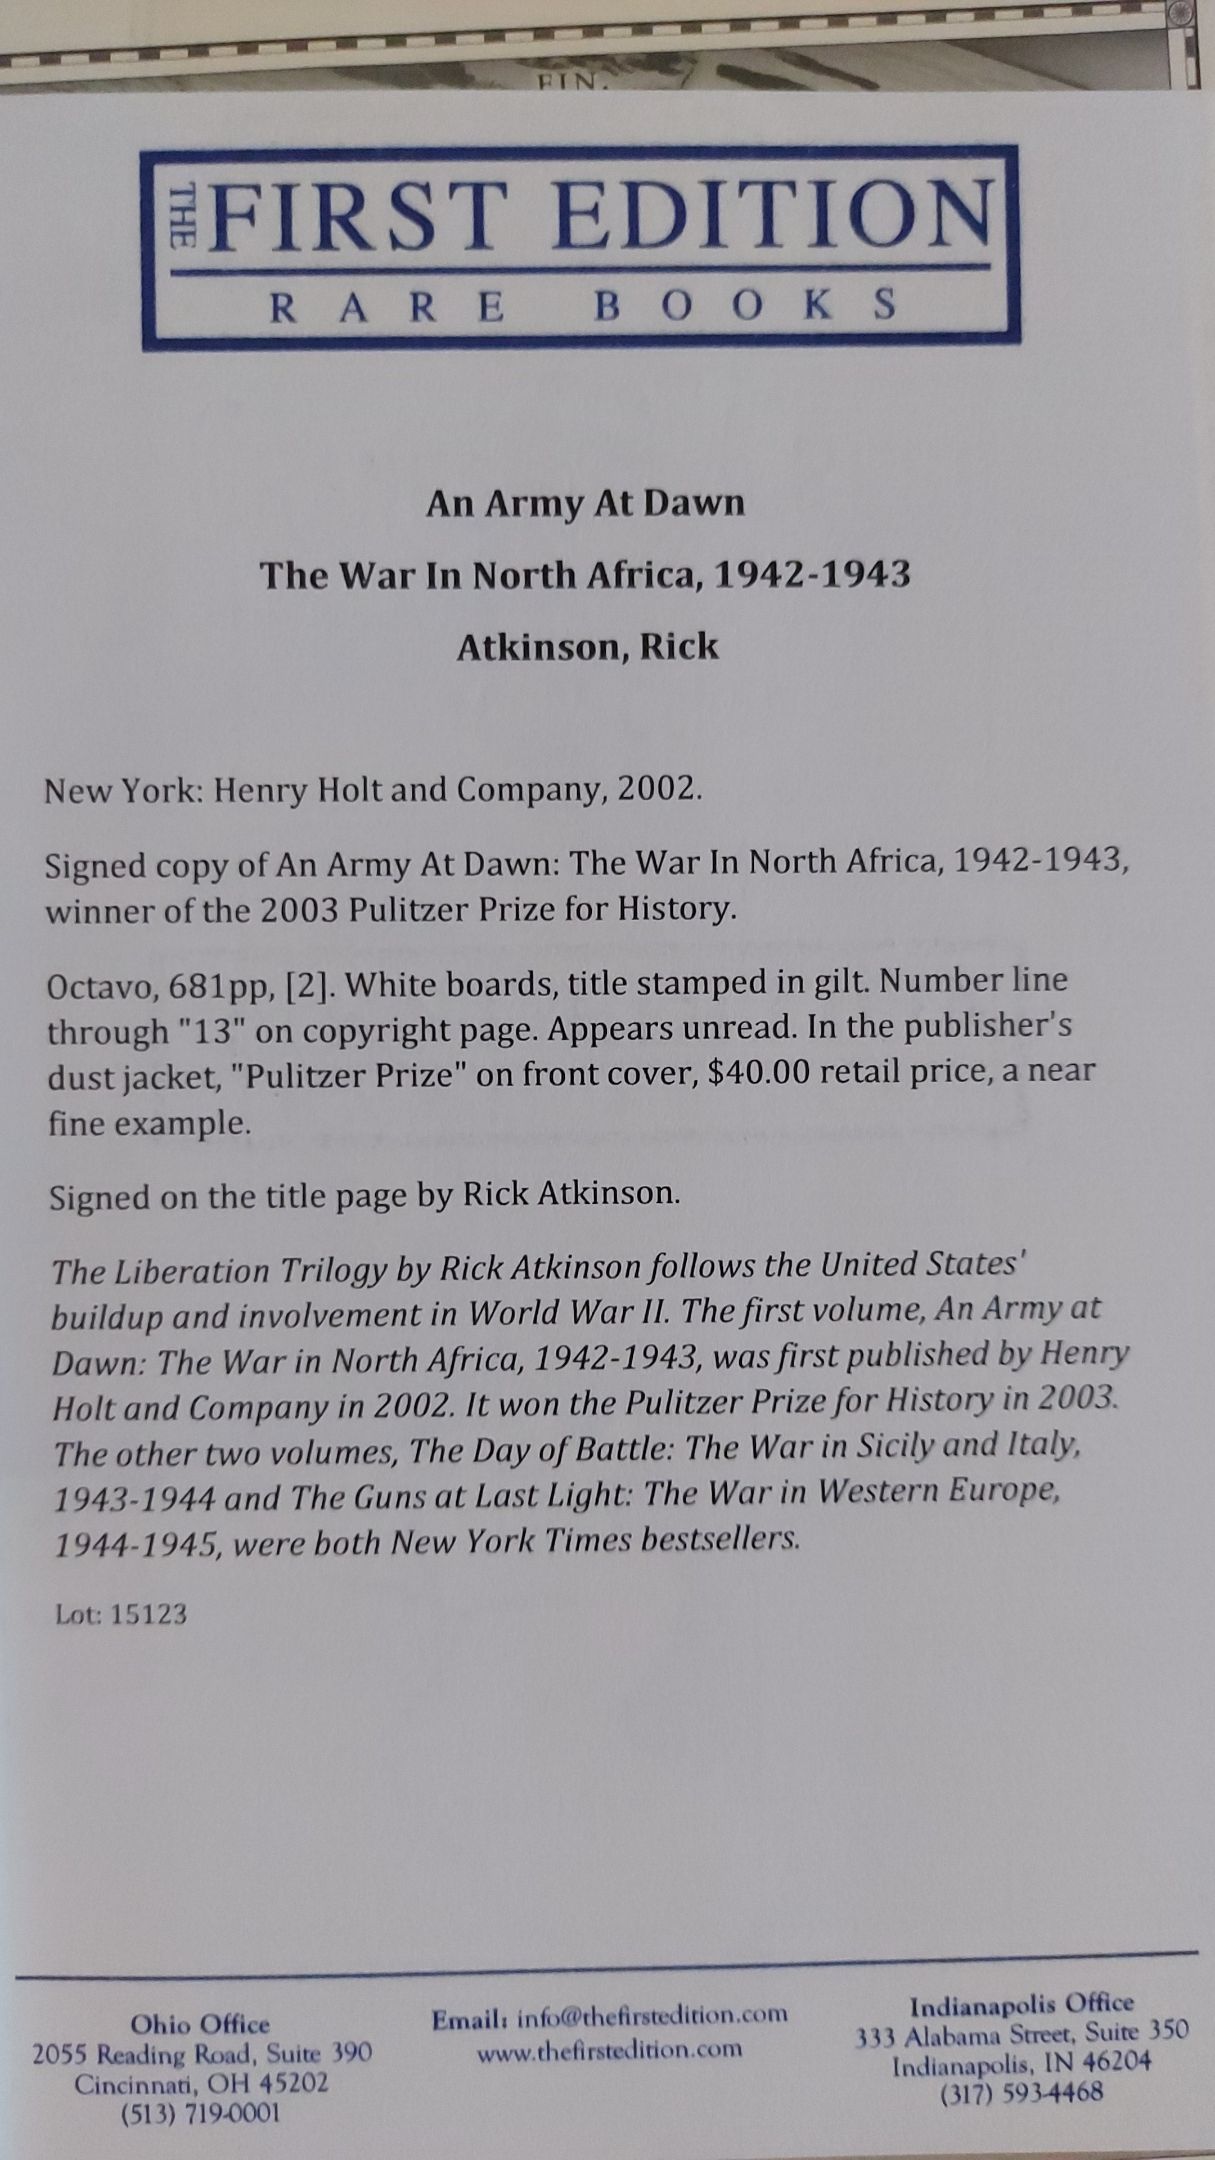 FIN.
THE FIRST EDITION
RARE BOOKS
An Army At Dawn
The War In North Africa, 1942-1943
Atkinson, Rick
New York: Henry Holt and Company, 2002.
Signed copy of An Army At Dawn: The War In North Africa, 1942-1943,
winner of the 2003 Pulitzer Prize for History.
Octavo, 681pp, [2]. White boards, title stamped in gilt. Number line
through "13" on copyright page. Appears unread. In the publisher's
dust jacket, "Pulitzer Prize" on front cover, $40.00 retail price, a near
fine example.
Signed on the title page by Rick Atkinson.
The Liberation Trilogy by Rick Atkinson follows the United States'
buildup and involvement in World War II. The first volume, An Army at
Dawn: The War in North Africa, 1942-1943, was first published by Henry
Holt and Company in 2002. It won the Pulitzer Prize for History in 2003.
The other two volumes, The Day of Battle: The War in Sicily and Italy,
1943-1944 and The Guns at Last Light: The War in Western Europe,
1944-1945, were both New York Times bestsellers.
Lot: 15123
Ohio Office
2055 Reading Road, Suite 390
Cincinnati, OH 45202
(513) 719-0001
Email: info@thefirstedition.com
www.thefirstedition.com
Indianapolis Office
333 Alabama Street, Suite 350
Indianapolis, IN 46204
(317) 593-4468